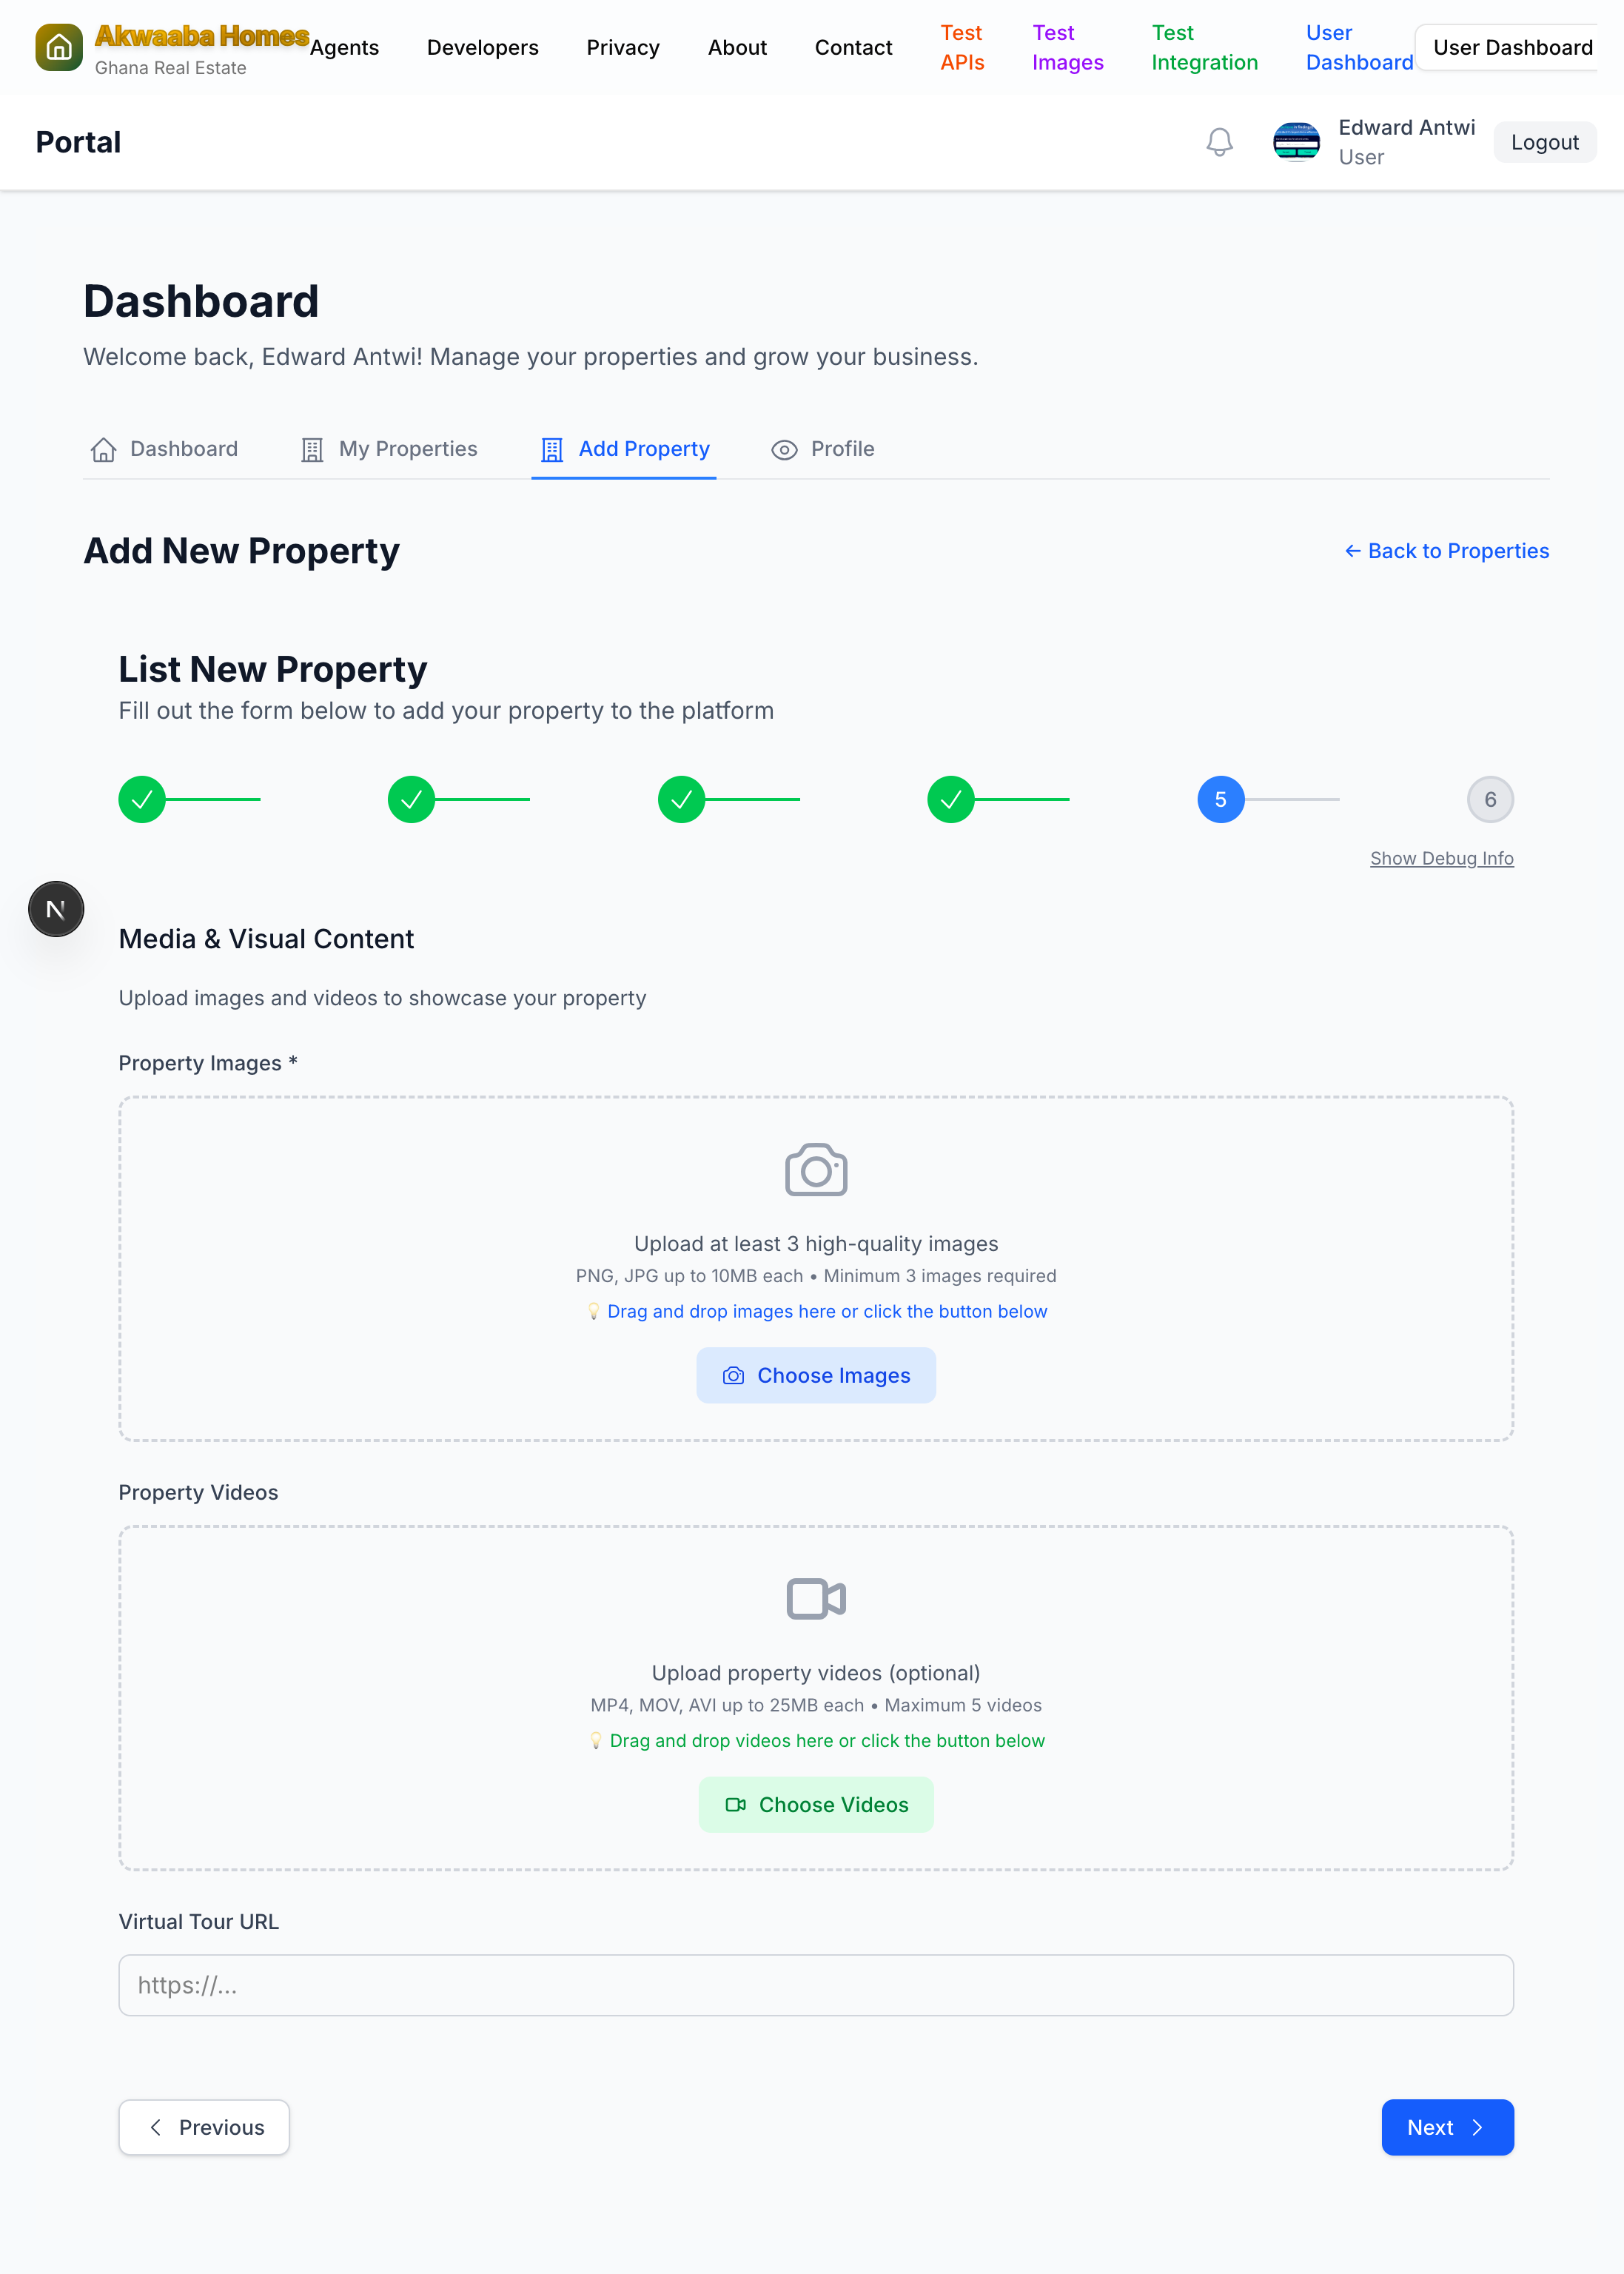 Akwaaba Homes
Ghana Real Estate
Agents
Developers
Privacy
About
Contact
Test
APIs
Test
Images
Test
Integration
User
Dashboard
User Dashboard
Portal
Edward Antwi
User
Logout
Dashboard
Welcome back, Edward Antwi! Manage your properties and grow your business.
Dashboard
My Properties
Add Property
Profile
Add New Property
← Back to Properties
List New Property
Fill out the form below to add your property to the platform
5
6
Show Debug Info
N
Media & Visual Content
Upload images and videos to showcase your property
Property Images *
Upload at least 3 high-quality images
PNG, JPG up to 10MB each • Minimum 3 images required
💡 Drag and drop images here or click the button below
Choose Images
Property Videos
Upload property videos (optional)
MP4, MOV, AVI up to 25MB each • Maximum 5 videos
💡 Drag and drop videos here or click the button below
Choose Videos
Virtual Tour URL
https://...
Previous
Next